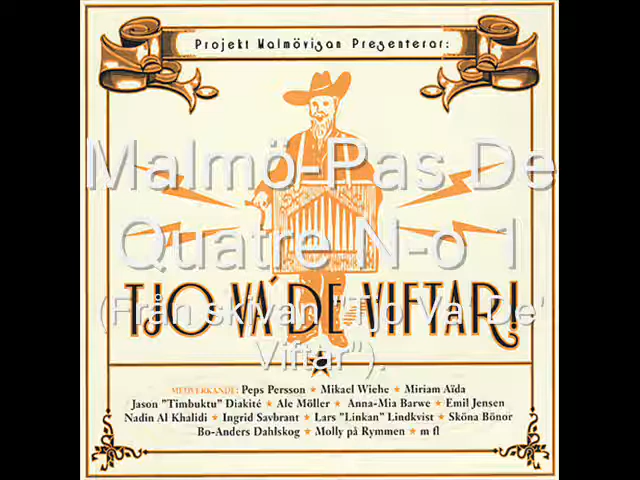 Projekt Malmövisan Presenterar:
Malmö-Pas De
Quatre N-o 1
TJO VA' DE VIFTAR!
(Från skivan "Tjo Va' De'
Viftar").
MEDVERKANDE: Peps Persson ★ Mikael Wiehe ★ Miriam Aïda
Jason "Timbuktu" Diakité ★ Ale Möller ★ Anna-Mia Barwe ★ Emil Jensen
Nadin Al Khalidi ★ Ingrid Savbrant ★ Lars "Linkan" Lindkvist ★ Sköna Bönor
Bo-Anders Dahlskog ★ Molly på Rymmen ★ m fl